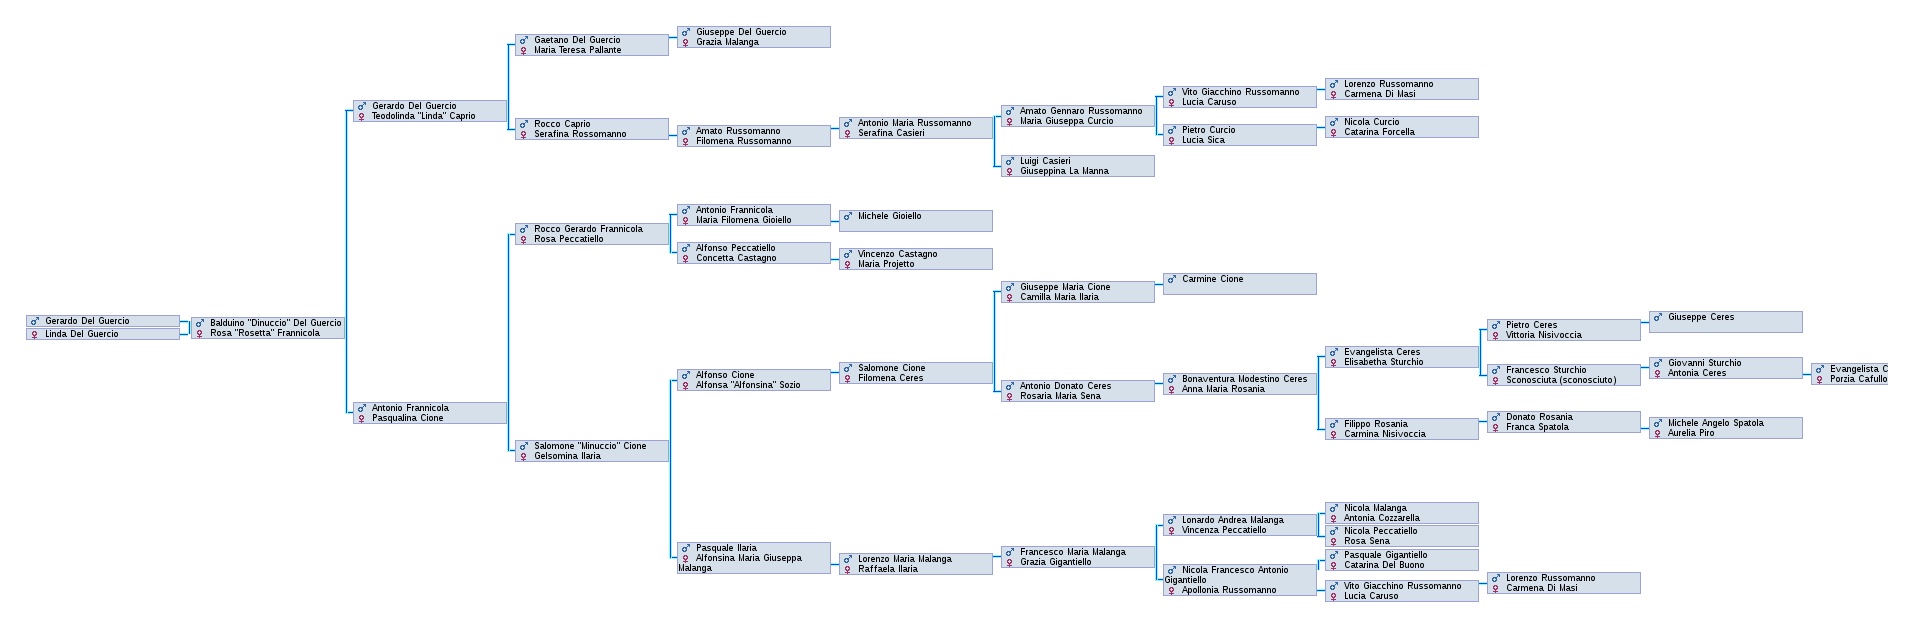 Gerardo Del Guercio
Linda Del Guercio
Balduino "Dinuccio" Del Guercio
Rosa "Rosetta" Frannicola
Gerardo Del Guercio
Teodolinda "Linda" Caprio
Antonio Frannicola
Pasqualina Cione
Gaetano Del Guercio
Maria Teresa Pallante
Rocco Caprio
Serafina Rossomanno
Rocco Gerardo Frannicola
Rosa Peccatiello
Salomone "Minuccio" Cione
Gelsomina Ilaria
Giuseppe Del Guercio
Grazia Malanga
Amato Russomanno
Filomena Russomanno
Antonio Frannicola
Maria Filomena Gioiello
Alfonso Peccatiello
Concetta Castagno
Alfonso Cione
Alfonsa "Alfonsina" Sozio
Pasquale Ilaria
Alfonsina Maria Giuseppa
Malanga
Antonio Maria Russomanno
Serafina Casieri
Michele Gioiello
Vincenzo Castagno
Maria Projetto
Salomone Cione
Filomena Ceres
Lorenzo Maria Malanga
Raffaela Ilaria
Amato Gennaro Russomanno
Maria Giuseppa Curcio
Luigi Casieri
Giuseppina La Manna
Giuseppe Maria Cione
Camilla Maria Ilaria
Antonio Donato Ceres
Rosaria Maria Sena
Francesco Maria Malanga
Grazia Gigantiello
Vito Giacchino Russomanno
Lucia Caruso
Pietro Curcio
Lucia Sica
Carmine Cione
Bonaventura Modestino Ceres
Anna Maria Rosania
Lonardo Andrea Malanga
Vincenza Peccatiello
Nicola Francesco Antonio
Gigantiello
Apollonia Russomanno
Lorenzo Russomanno
Carmena Di Masi
Nicola Curcio
Catarina Forcella
Evangelista Ceres
Elisabetha Sturchio
Filippo Rosania
Carmina Nisivoccia
Nicola Malanga
Antonia Cozzarella
Nicola Peccatiello
Rosa Sena
Pasquale Gigantiello
Catarina Del Buono
Vito Giacchino Russomanno
Lucia Caruso
Pietro Ceres
Vittoria Nisivoccia
Francesco Sturchio
Sconosciuta (sconosciuto)
Donato Rosania
Franca Spatola
Lorenzo Russomanno
Carmena Di Masi
Giuseppe Ceres
Giovanni Sturchio
Antonia Ceres
Michele Angelo Spatola
Aurelia Piro
Evangelista C
Porzia Cafullo